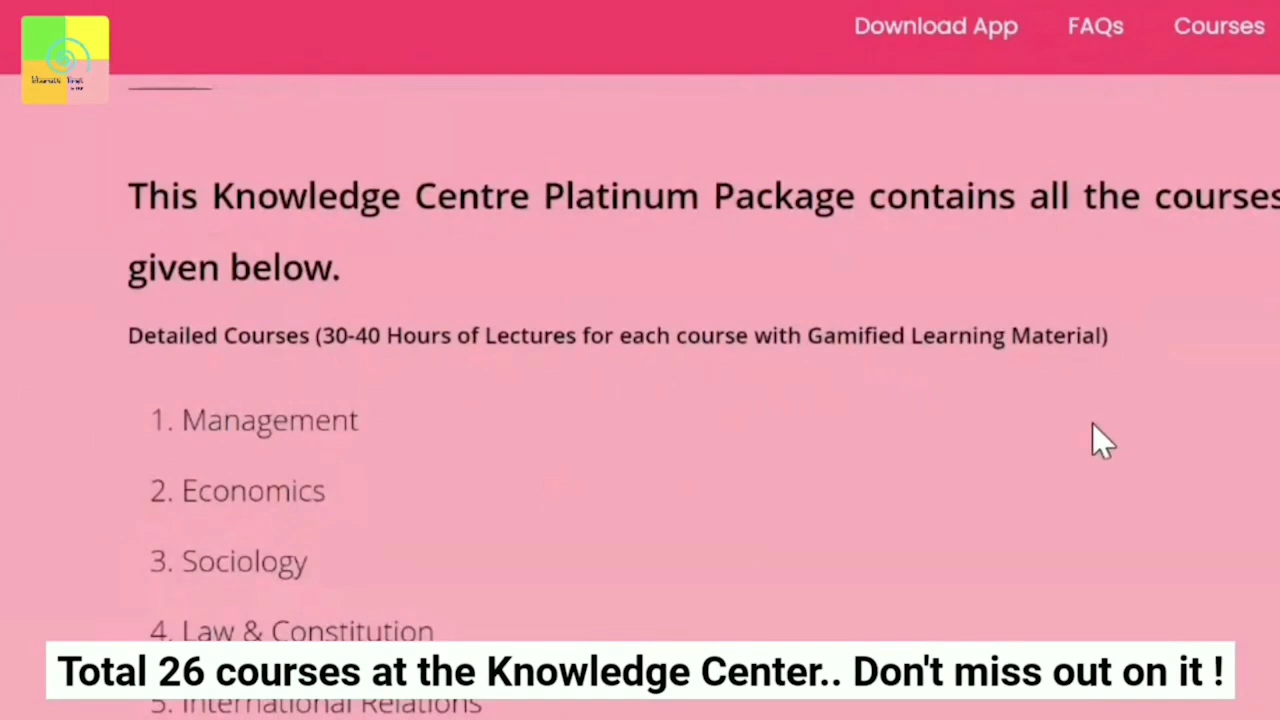 Download App FAQs Courses
This Knowledge Centre Platinum Package contains all the courses
given below.
Detailed Courses (30-40 Hours of Lectures for each course with Gamified Learning Material)
1. Management
2. Economics
3. Sociology
4. Law & Constitution
Total 26 courses at the Knowledge Center.. Don't miss out on it !
5. International Relations